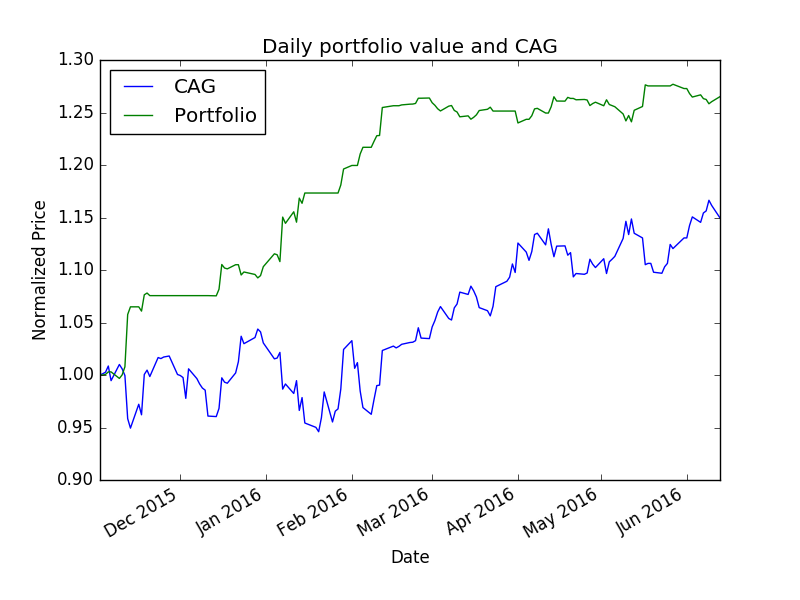 Daily portfolio value and CAG
1.30
1.25
1.20
1.15
1.10
1.05
1.00
0.95
0.90
Normalized Price
CAG
Portfolio
Dec 2015
Jan 2016
Feb 2016
Mar 2016
Apr 2016
May 2016
Jun 2016
Date